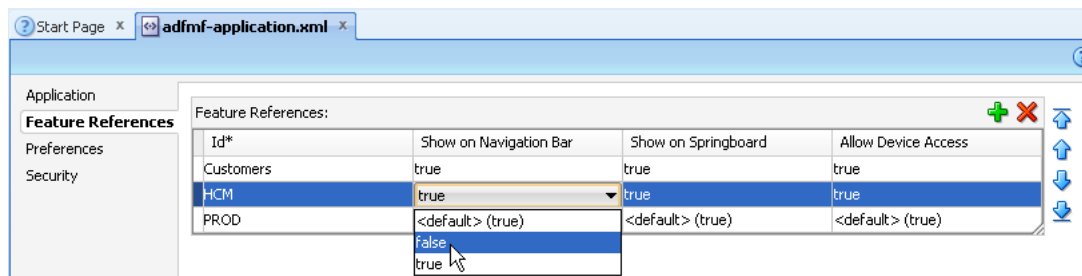 Start Page x adfmf-application.xml x
Application
Feature References
Preferences
Security
Feature References:
Id* Show on Navigation Bar Show on Springboard Allow Device Access
Customers true true true
HCM true true true
PROD <default> (true) <default> (true) <default> (true)
false
true